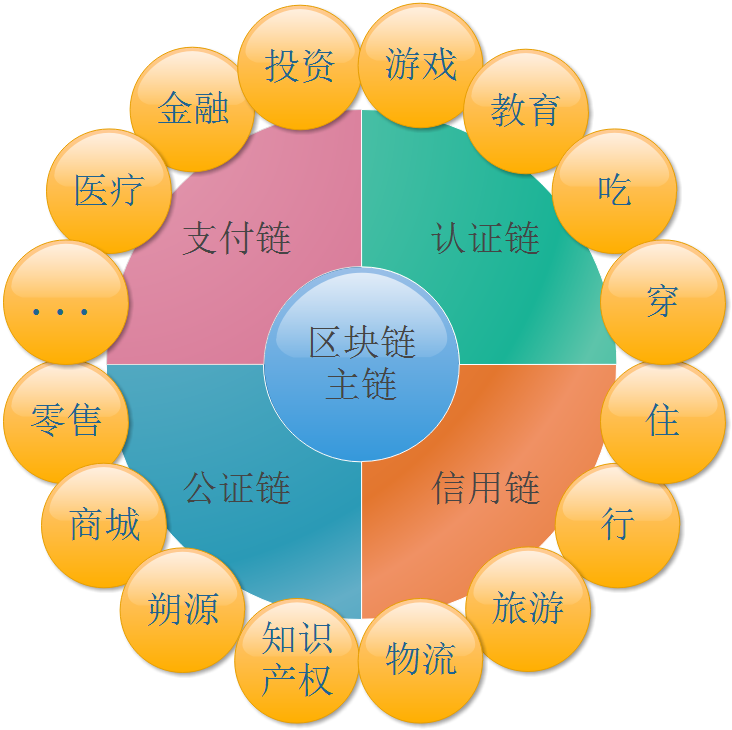 投资
游戏
金融
教育
医疗
吃
支付链
认证链
...
穿
区块链
主链
零售
住
公证链
信用链
商城
行
朔源
旅游
知识
产权
物流